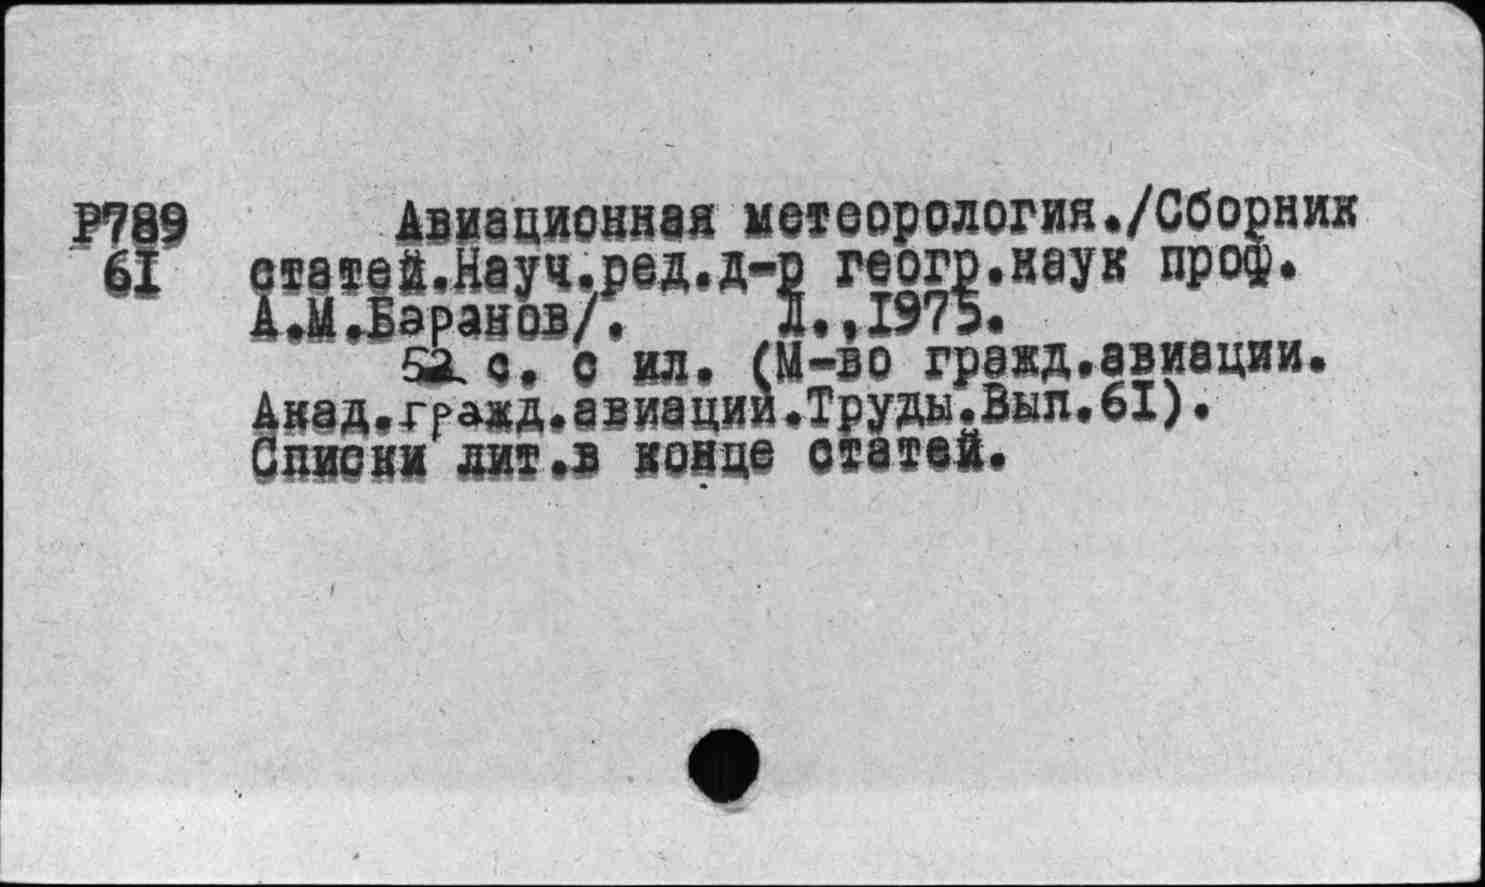 Р789 Авиационная метеорология./Сборник
61 статей.Науч.ред.д-р геогр.наук проф.
А.М.Баранов/. Л.,1975.
52 с. с ил. (М-во гражд.авиации.
Акад.гражд.авиации.Труды.Вып.61).
Списки лит.в конце статей.